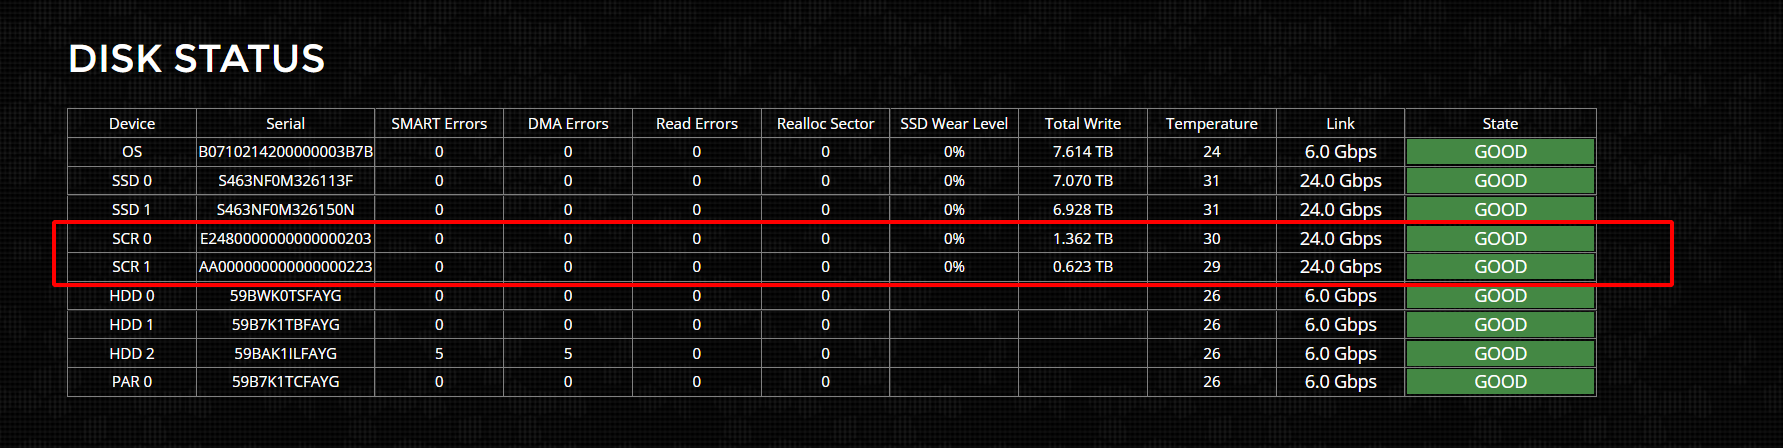 DISK STATUS
Device Serial SMART Errors DMA Errors Read Errors Realloc Sector SSD Wear Level Total Write Temperature Link State
OS B0710214200000003B7B 0 0 0 0 0% 7.614 TB 24 6.0 Gbps GOOD
SSD 0 S463NF0M326113F 0 0 0 0 0% 7.070 TB 31 24.0 Gbps GOOD
SSD 1 S463NF0M326150N 0 0 0 0 0% 6.928 TB 31 24.0 Gbps GOOD
SCR 0 E2480000000000000203 0 0 0 0 0% 1.362 TB 30 24.0 Gbps GOOD
SCR 1 AA000000000000000223 0 0 0 0 0% 0.623 TB 29 24.0 Gbps GOOD
HDD 0 59BWK0TSFAYG 0 0 0 0 26 6.0 Gbps GOOD
HDD 1 59B7K1TBFAYG 0 0 0 0 26 6.0 Gbps GOOD
HDD 2 59BAK1ILFAYG 5 5 0 0 26 6.0 Gbps GOOD
PAR 0 59B7K1TCFAYG 0 0 0 0 26 6.0 Gbps GOOD